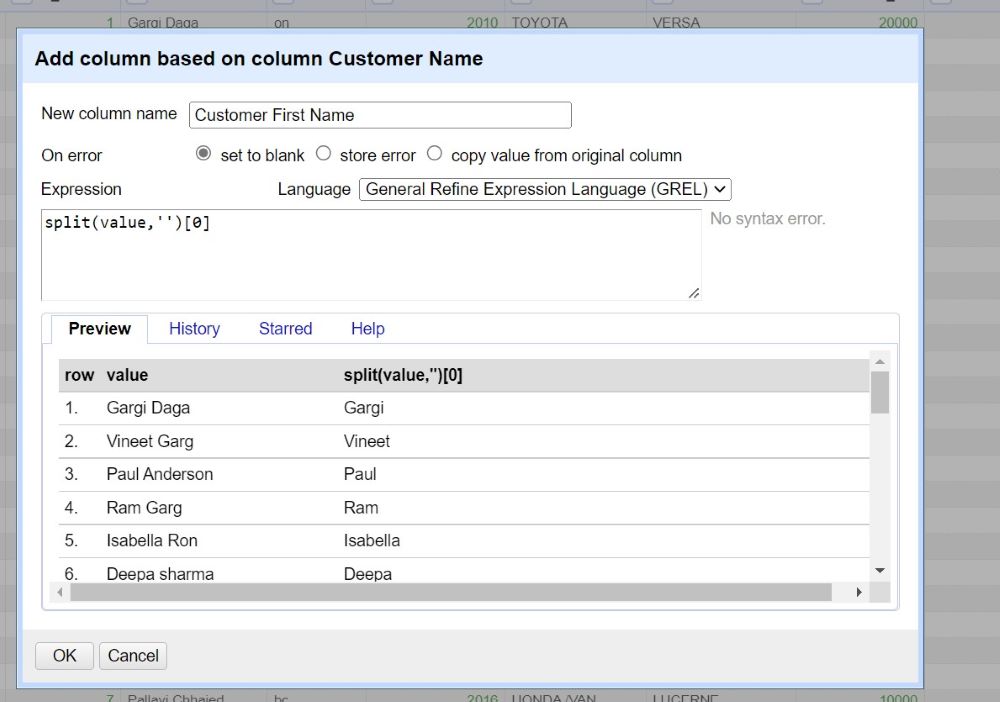 1 Gargi Daga on 2010 TOYOTA VERSA 20000
Add column based on column Customer Name
New column name Customer First Name
On error set to blank store error copy value from original column
Expression Language General Refine Expression Language (GREL)
split(value,'')[0] No syntax error.
Preview History Starred Help
row value split(value,'')[0]
1. Gargi Daga Gargi
2. Vineet Garg Vineet
3. Paul Anderson Paul
4. Ram Garg Ram
5. Isabella Ron Isabella
6. Deepa sharma Deepa
OK Cancel
7 Pallavi Chhajed bc 2016 HONDA /VAN LUCERNE 10000